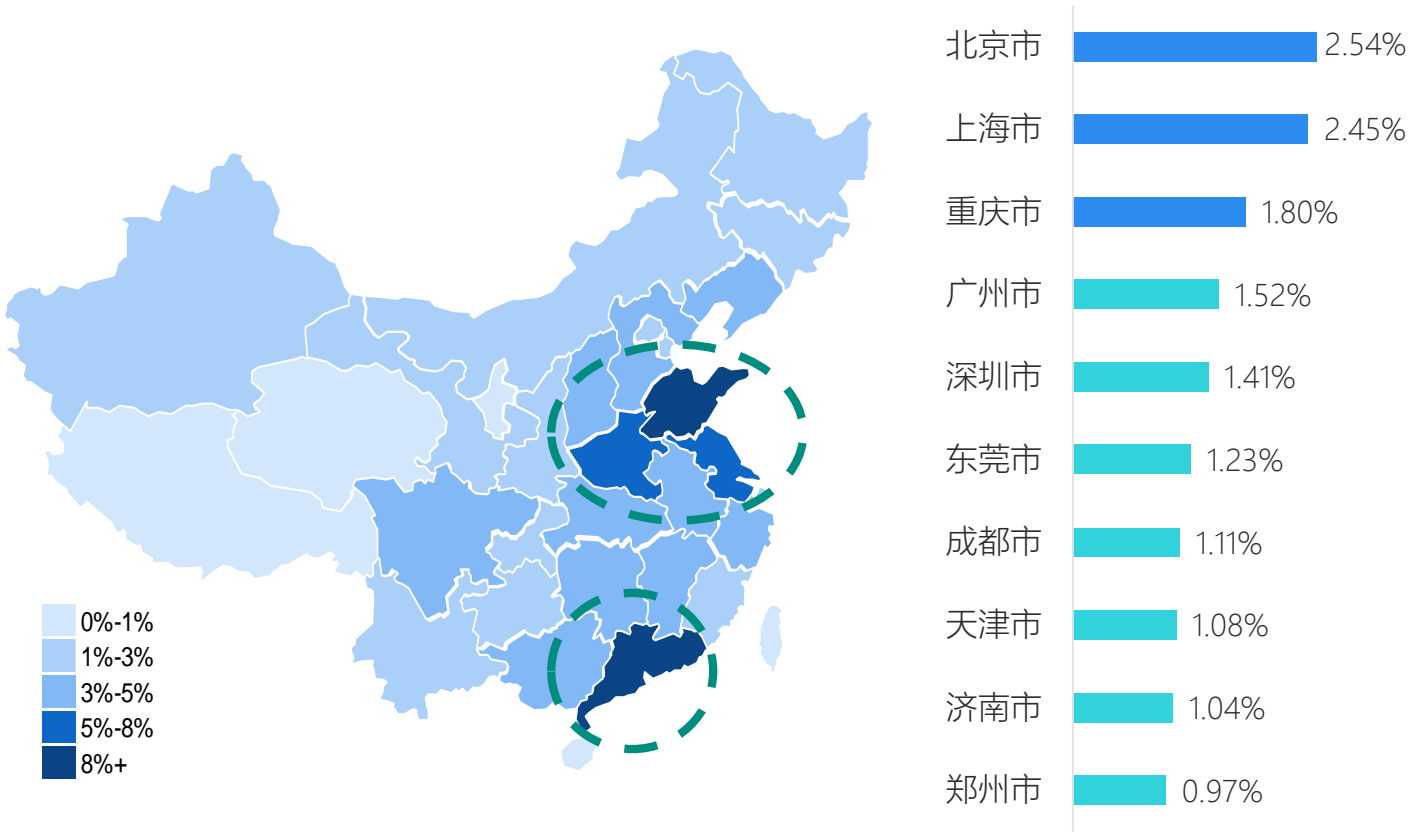 北京市 2.54%
上海市 2.45%
重庆市 1.80%
广州市 1.52%
深圳市 1.41%
东莞市 1.23%
成都市 1.11%
天津市 1.08%
济南市 1.04%
郑州市 0.97%
0%-1%
1%-3%
3%-5%
5%-8%
8%+